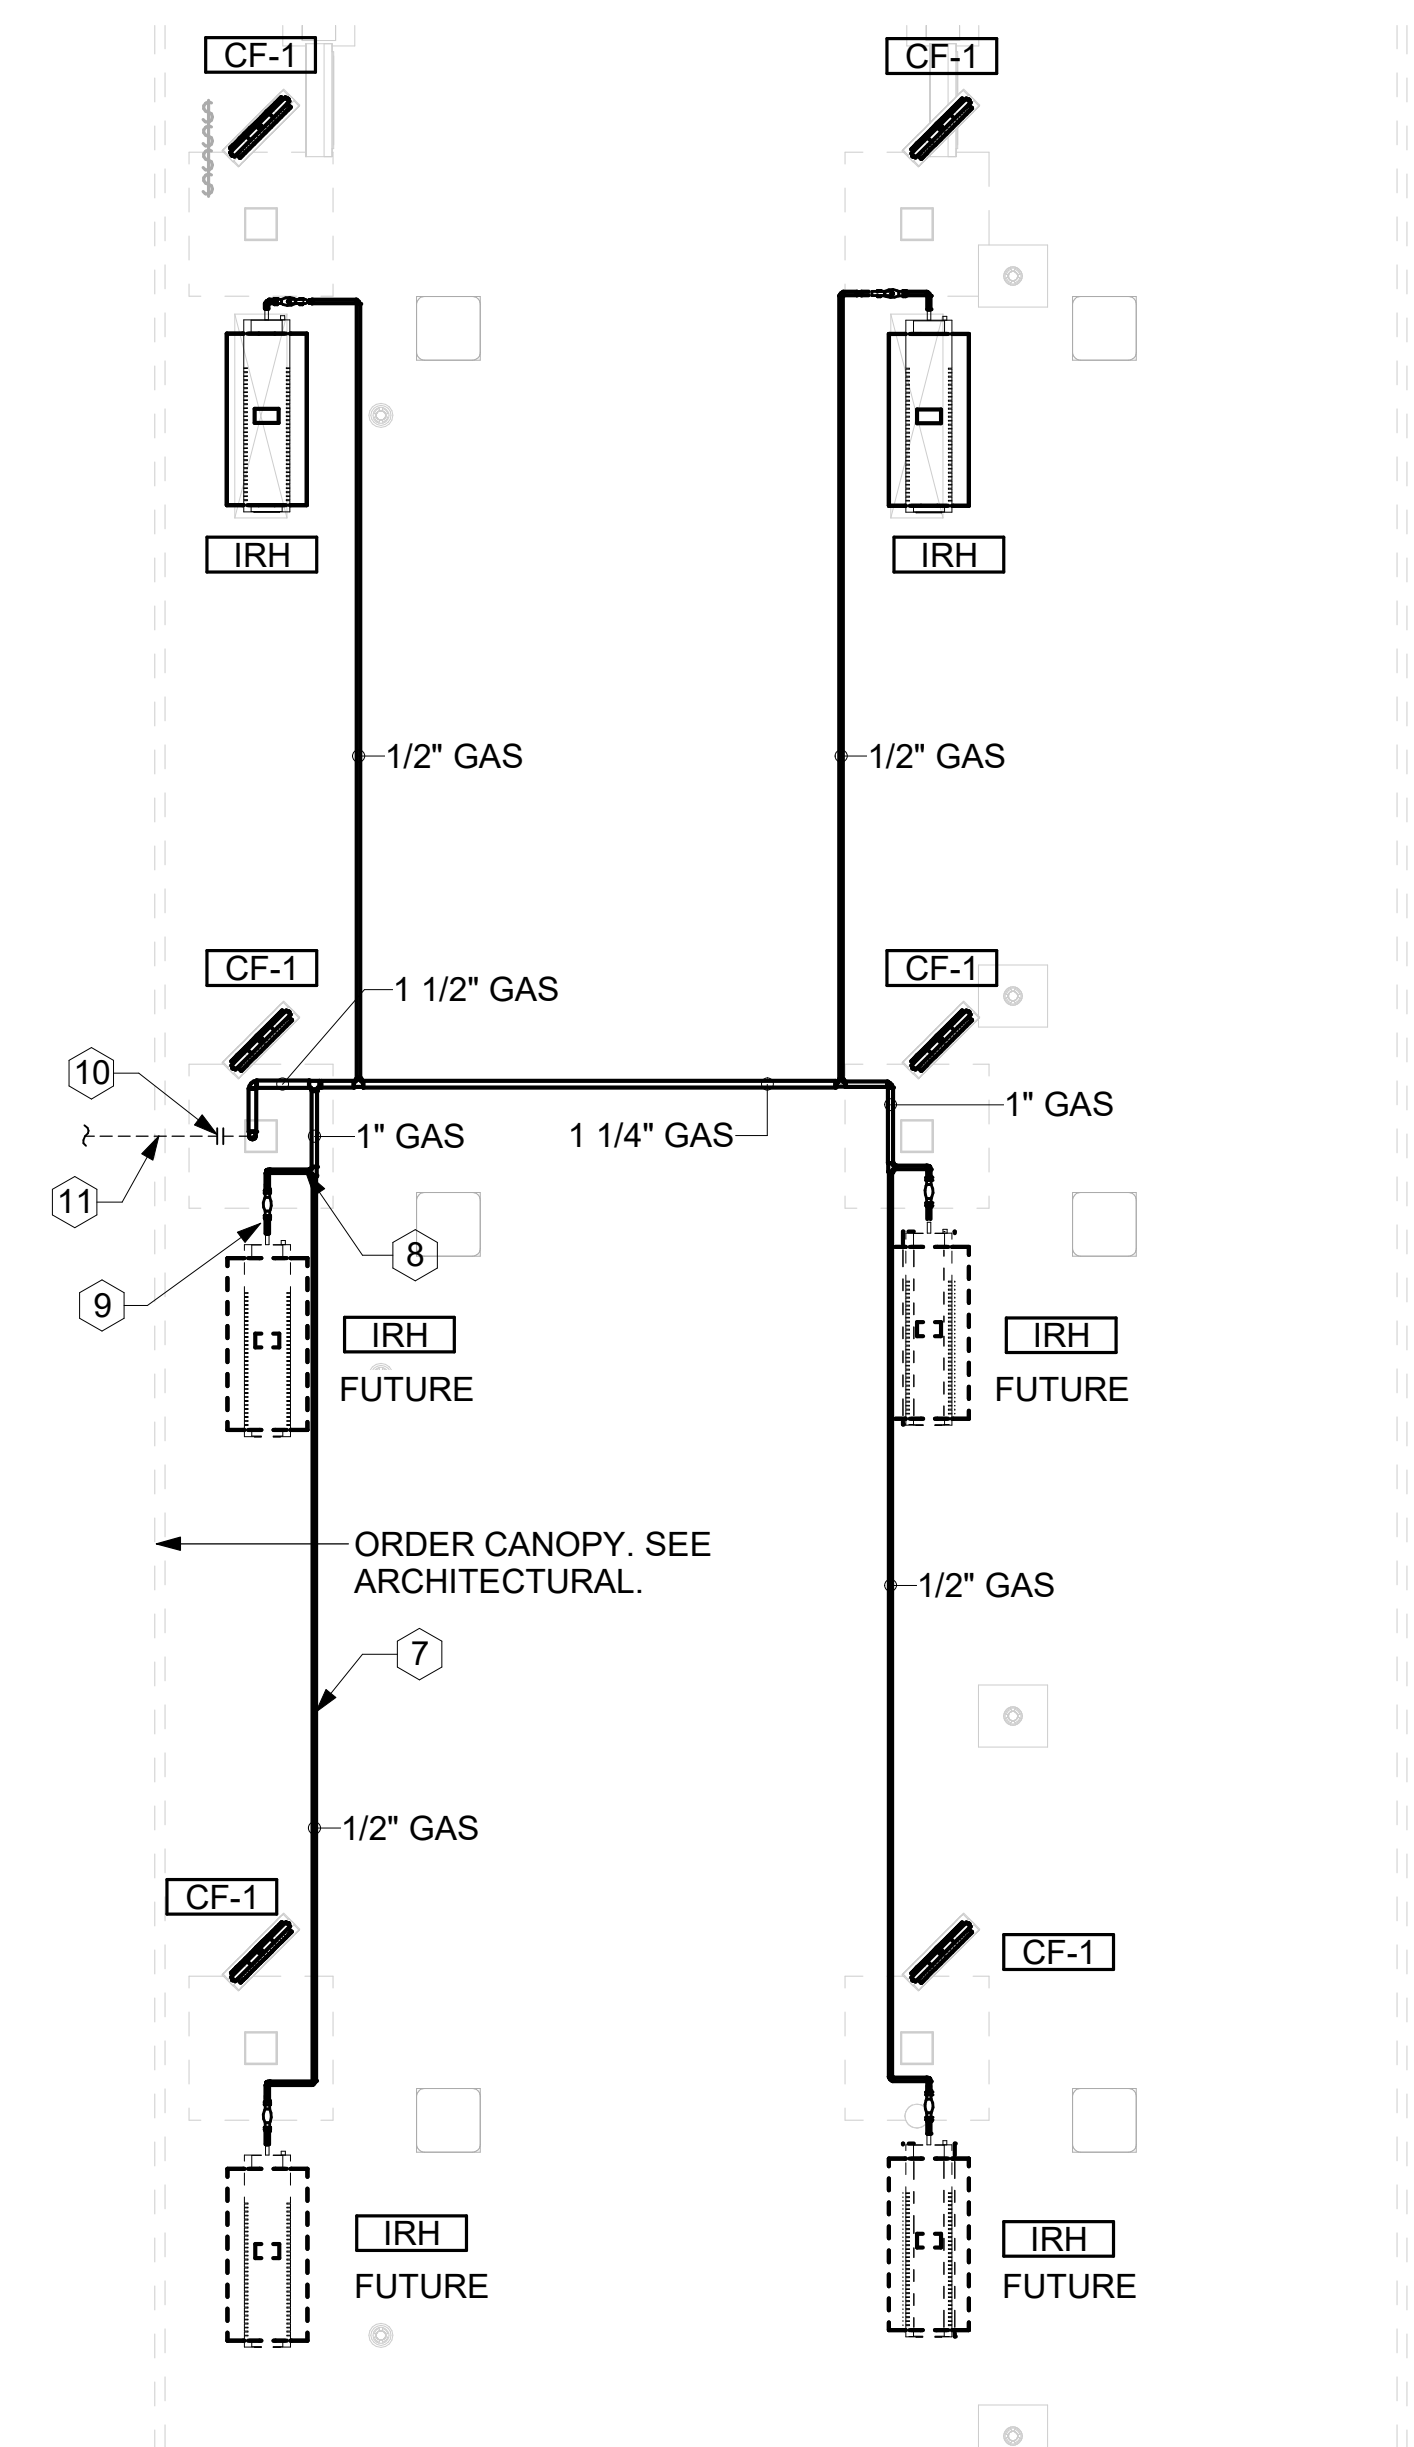 CF-1
CF-1
IRH
IRH
1/2" GAS
1/2" GAS
CF-1
CF-1
1 1/2" GAS
10
1" GAS
1" GAS
1 1/4" GAS
11
8
9
IRH
FUTURE
IRH
FUTURE
ORDER CANOPY. SEE
ARCHITECTURAL.
1/2" GAS
7
1/2" GAS
CF-1
CF-1
IRH
FUTURE
IRH
FUTURE